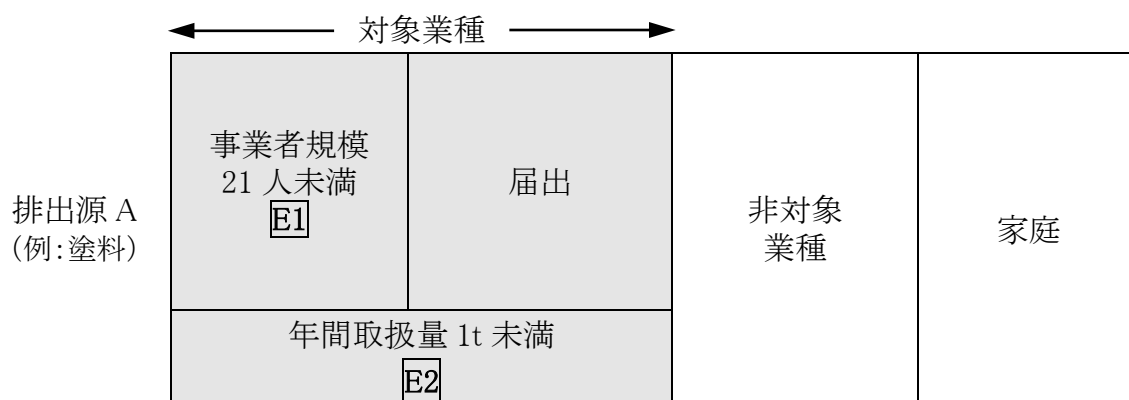 対象業種
排出源 A
(例:塗料)
事業者規模
21 人未満
E1
届出
年間取扱量 1t 未満
E2
非対象
業種
家庭